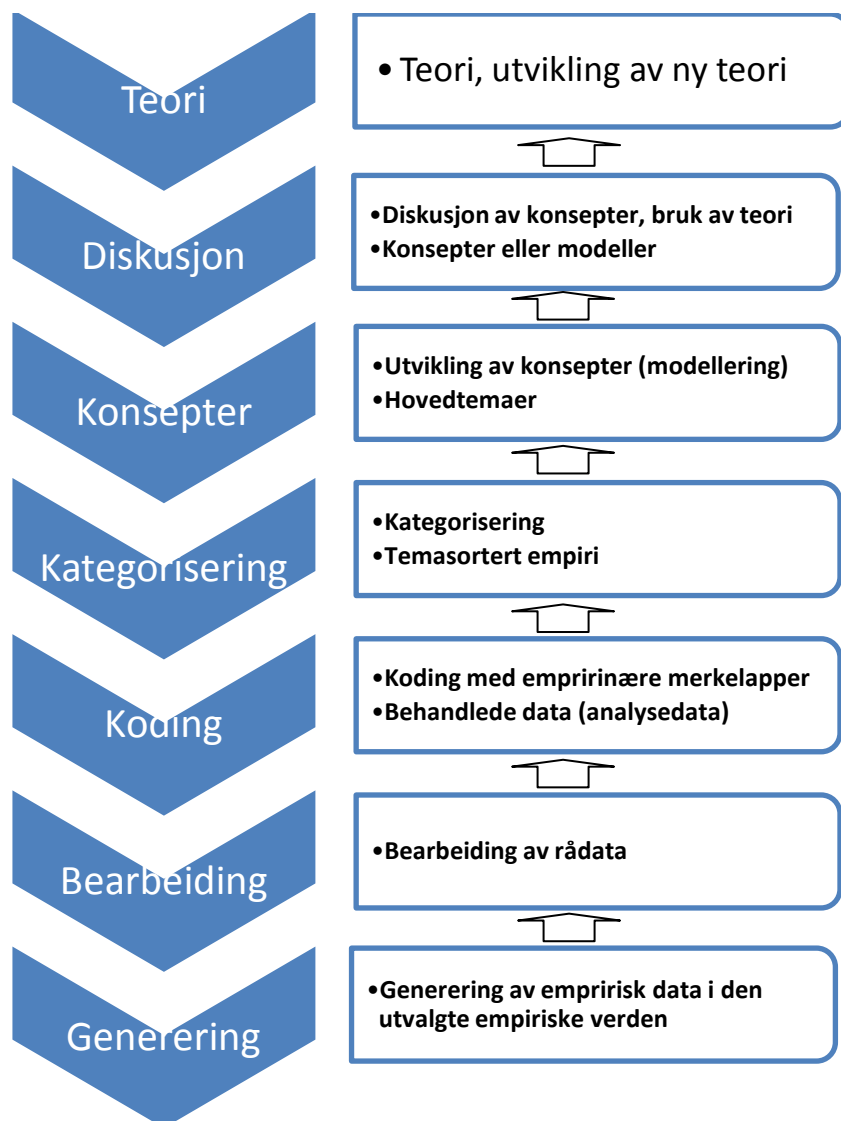 Teori
• Teori, utvikling av ny teori
Diskusjon
•Diskusjon av konsepter, bruk av teori
•Konsepter eller modeller
Konsepter
•Utvikling av konsepter (modellering)
•Hovedtemaer
Kategorisering
•Kategorisering
•Temasortert empiri
Koding
•Koding med empririnære merkelapper
•Behandlede data (analysedata)
Bearbeiding
•Bearbeiding av rådata
Generering
•Generering av empririsk data i den
utvalgte empiriske verden